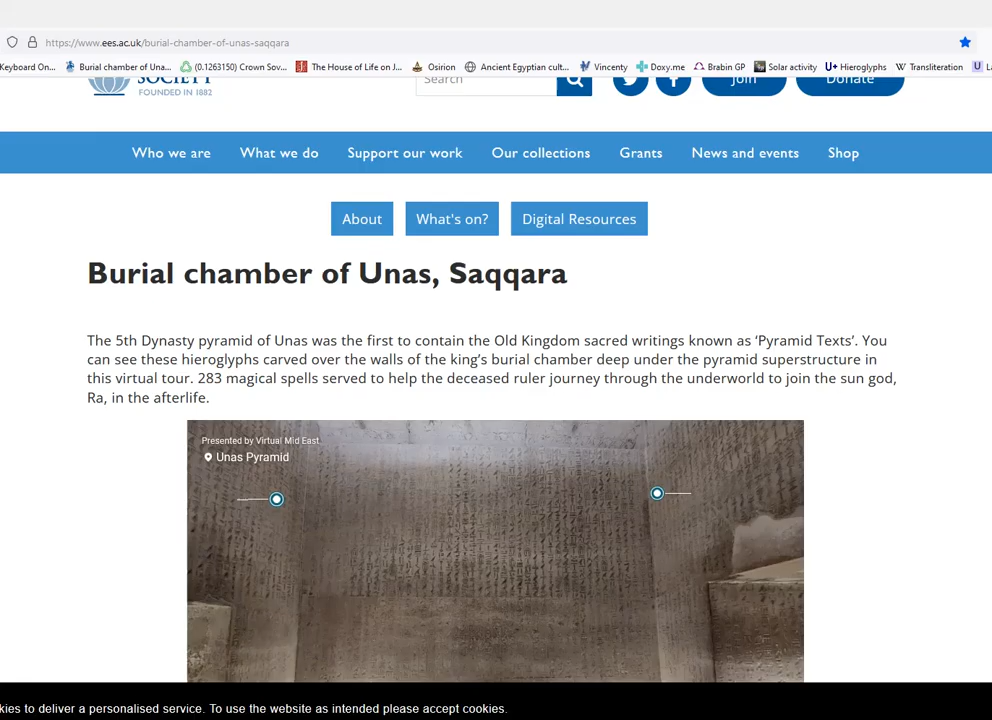 https://www.ees.ac.uk/burial-chamber-of-unas-saqqara
Keyboard On... Burial chamber of Una... (0.1263150) Crown Sov... The House of Life on J... Osirion Ancient Egyptian cult... Vincenty Doxy.me Brabin GP Solar activity U+ Hieroglyphs Transliteration
SOCIETY
FOUNDED IN 1882
Search
Join
Donate
Who we are What we do Support our work Our collections Grants News and events Shop
About What's on? Digital Resources
Burial chamber of Unas, Saqqara
The 5th Dynasty pyramid of Unas was the first to contain the Old Kingdom sacred writings known as ‘Pyramid Texts’. You
can see these hieroglyphs carved over the walls of the king’s burial chamber deep under the pyramid superstructure in
this virtual tour. 283 magical spells served to help the deceased ruler journey through the underworld to join the sun god,
Ra, in the afterlife.
Presented by Virtual Mid East
Unas Pyramid
kies to deliver a personalised service. To use the website as intended please accept cookies.